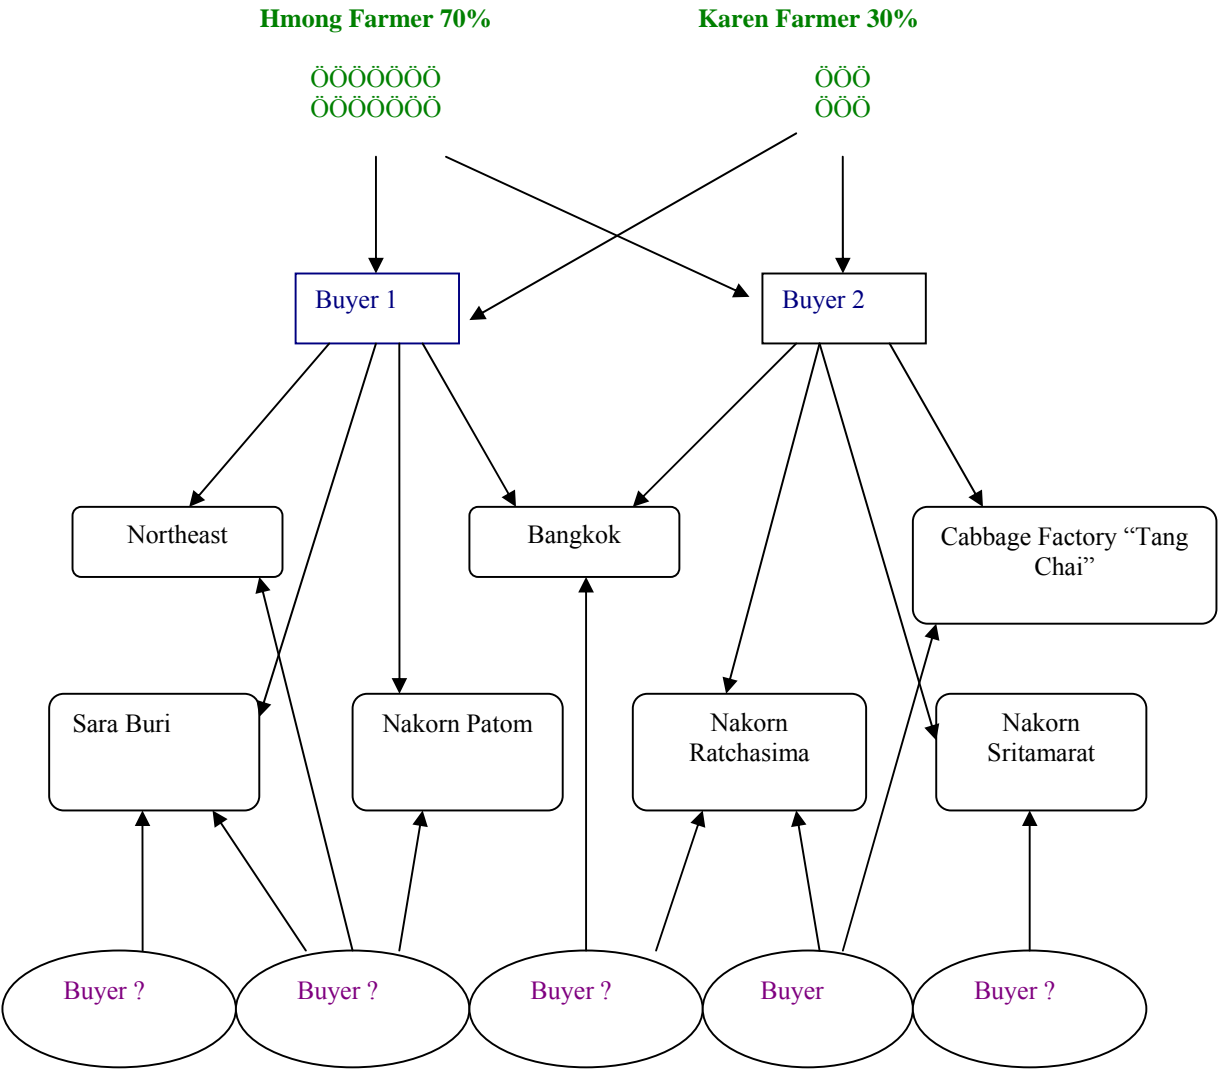 Hmong Farmer 70%
Karen Farmer 30%
ÖÖÖÖÖÖÖ
ÖÖÖÖÖÖÖ
ÖÖÖ
ÖÖÖ
Buyer 1
Buyer 2
Northeast
Bangkok
Cabbage Factory “Tang
Chai”
Sara Buri
Nakorn Patom
Nakorn
Ratchasima
Nakorn
Sritamarat
Buyer ?
Buyer ?
Buyer ?
Buyer
Buyer ?